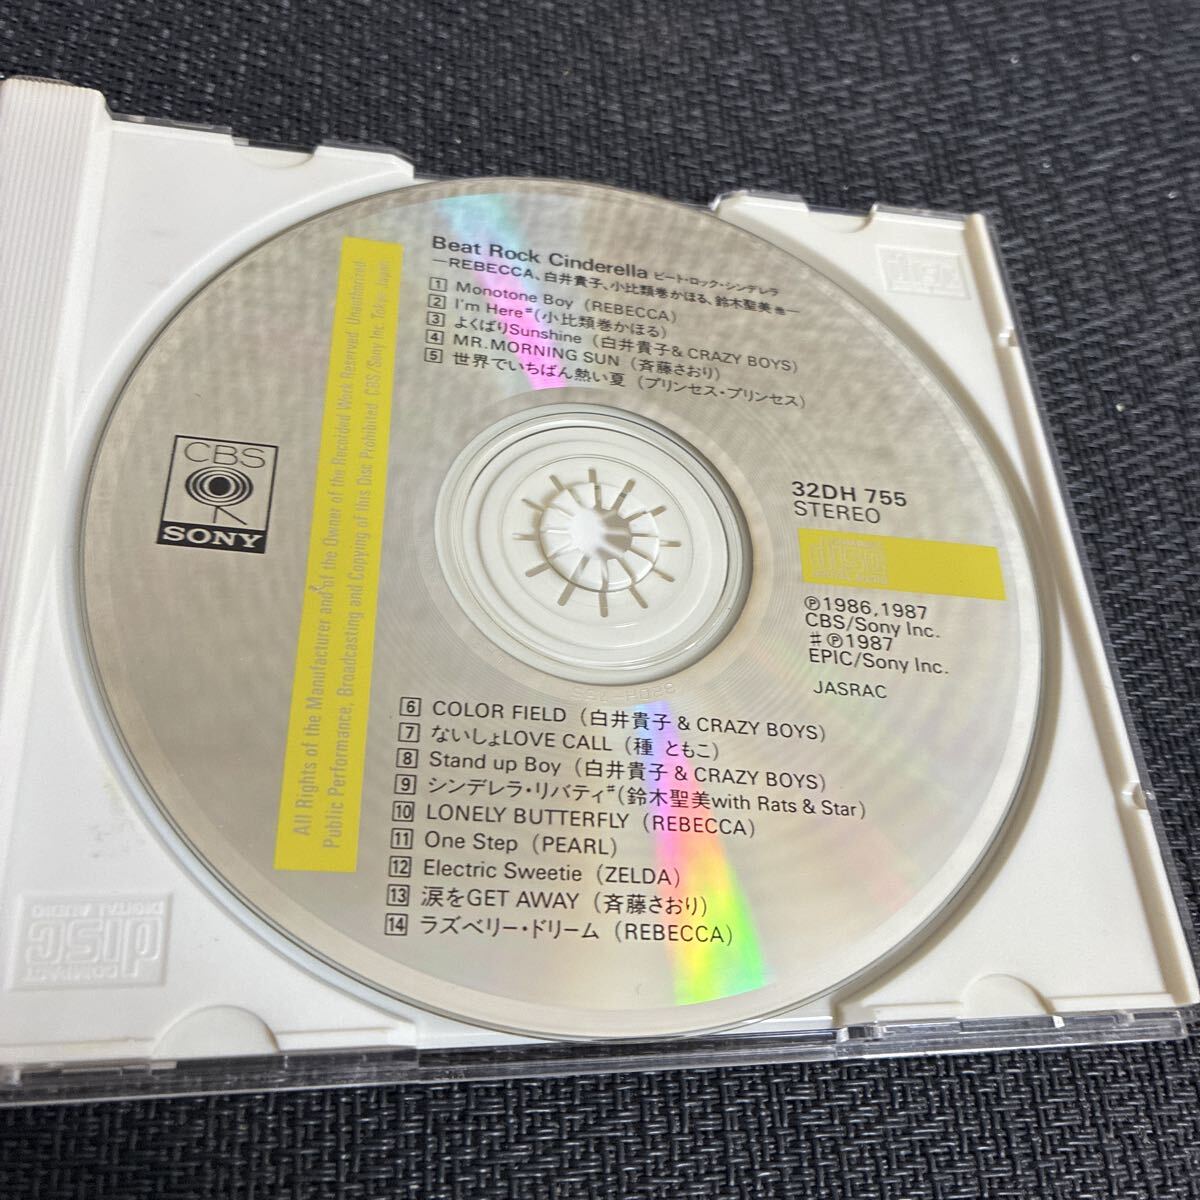 Beat Rock Cinderella ビート・ロック・シンデレラ
—REBECCA、白井貴子、小比類巻かほる、鈴木聖美 他—
1 Monotone Boy (REBECCA)
2 I'm Here♯(小比類巻かほる)
3 よくばりSunshine (白井貴子 & CRAZY BOYS)
4 MR. MORNING SUN (斉藤さおり)
5 世界でいちばん熱い夏 (プリンセス・プリンセス)
All Rights of the Manufacturer and of the Owner of the Recorded Work Reserved. Unauthorized
Public Performance, Broadcasting and Copying of this Disc Prohibited. CBS/Sony Inc. Tokyo, Japan.
CBS
SONY
32DH 755
STEREO
COMPACT
disc
DIGITAL AUDIO
Ⓟ1986,1987
CBS/Sony Inc.
♯Ⓟ1987
EPIC/Sony Inc.
JASRAC
6 COLOR FIELD (白井貴子 & CRAZY BOYS)
7 ないしょLOVE CALL (種 ともこ)
8 Stand up Boy (白井貴子 & CRAZY BOYS)
9 シンデレラ・リバティ♯(鈴木聖美with Rats & Star)
10 LONELY BUTTERFLY (REBECCA)
11 One Step (PEARL)
12 Electric Sweetie (ZELDA)
13 涙をGET AWAY (斉藤さおり)
14 ラズベリー・ドリーム (REBECCA)
COMPACT
disc
DIGITAL AUDIO